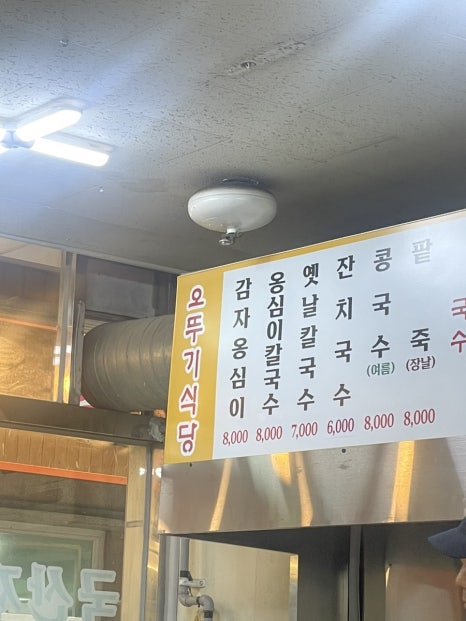 오뚜기식당
감자옹심이
8,000
옹심이칼국수
8,000
옛날칼국수
7,000
잔치국수
6,000
콩국수
(여름)
8,000
팥죽
(장날)
8,000
국수